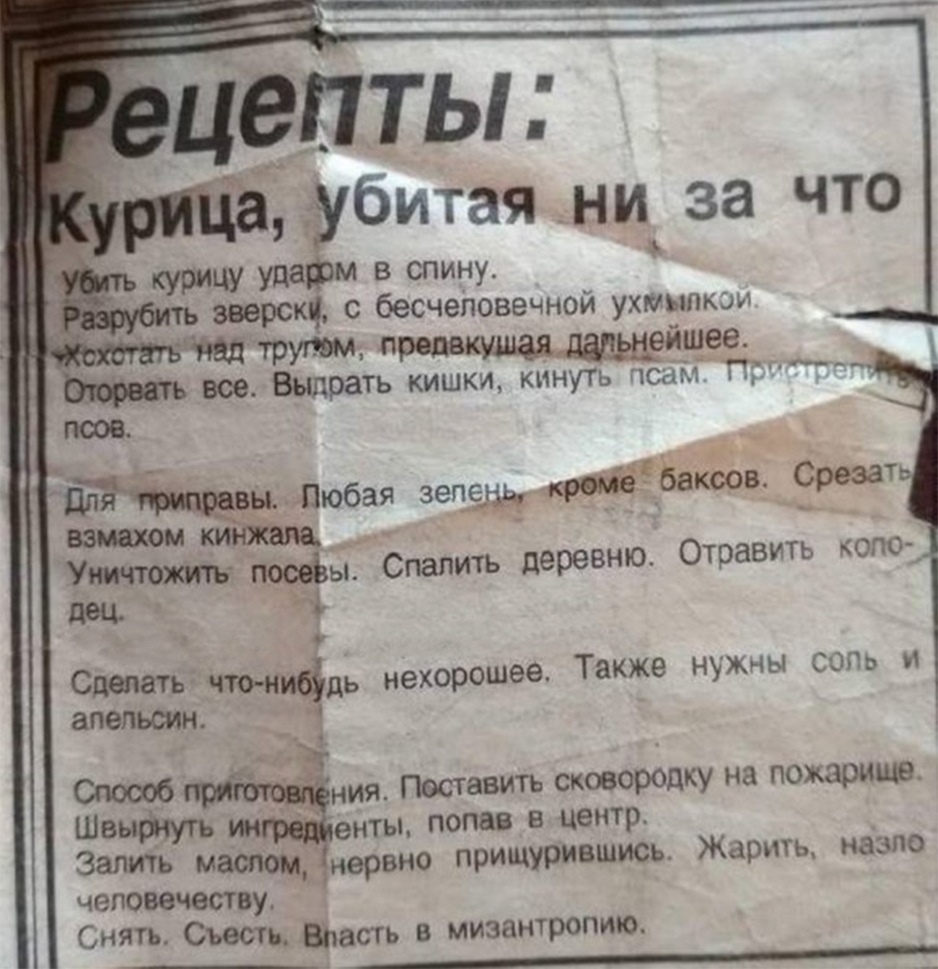 Рецепты:
Курица, убитая ни за что
Убить курицу ударом в спину.
Разрубить зверски, с бесчеловечной ухмылкой.
Хохотать над трупом, предвкушая дальнейшее.
Оторвать все. Выдрать кишки, кинуть псам. Пристрелить
псов.
Для приправы. Любая зелень, кроме баксов. Срезать
взмахом кинжала.
Уничтожить посевы. Спалить деревню. Отравить коло-
дец.
Сделать что-нибудь нехорошее. Также нужны соль и
апельсин.
Способ приготовления. Поставить сковородку на пожарище.
Швырнуть ингредиенты, попав в центр.
Залить маслом, нервно прищурившись. Жарить, назло
человечеству.
Снять. Съесть. Впасть в мизантропию.